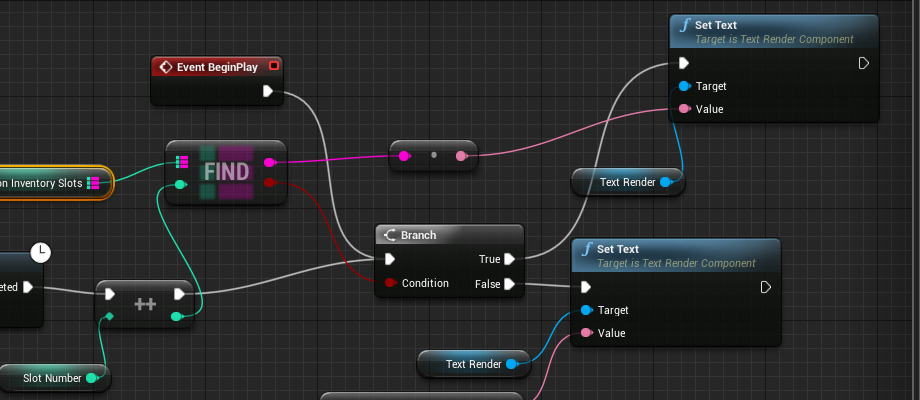 Set Text
Target is Text Render Component
Event BeginPlay
Target
Value
FIND
on Inventory Slots
Text Render
Branch
True
Set Text
Target is Text Render Component
Condition
False
eted
++
Target
Value
Text Render
Slot Number